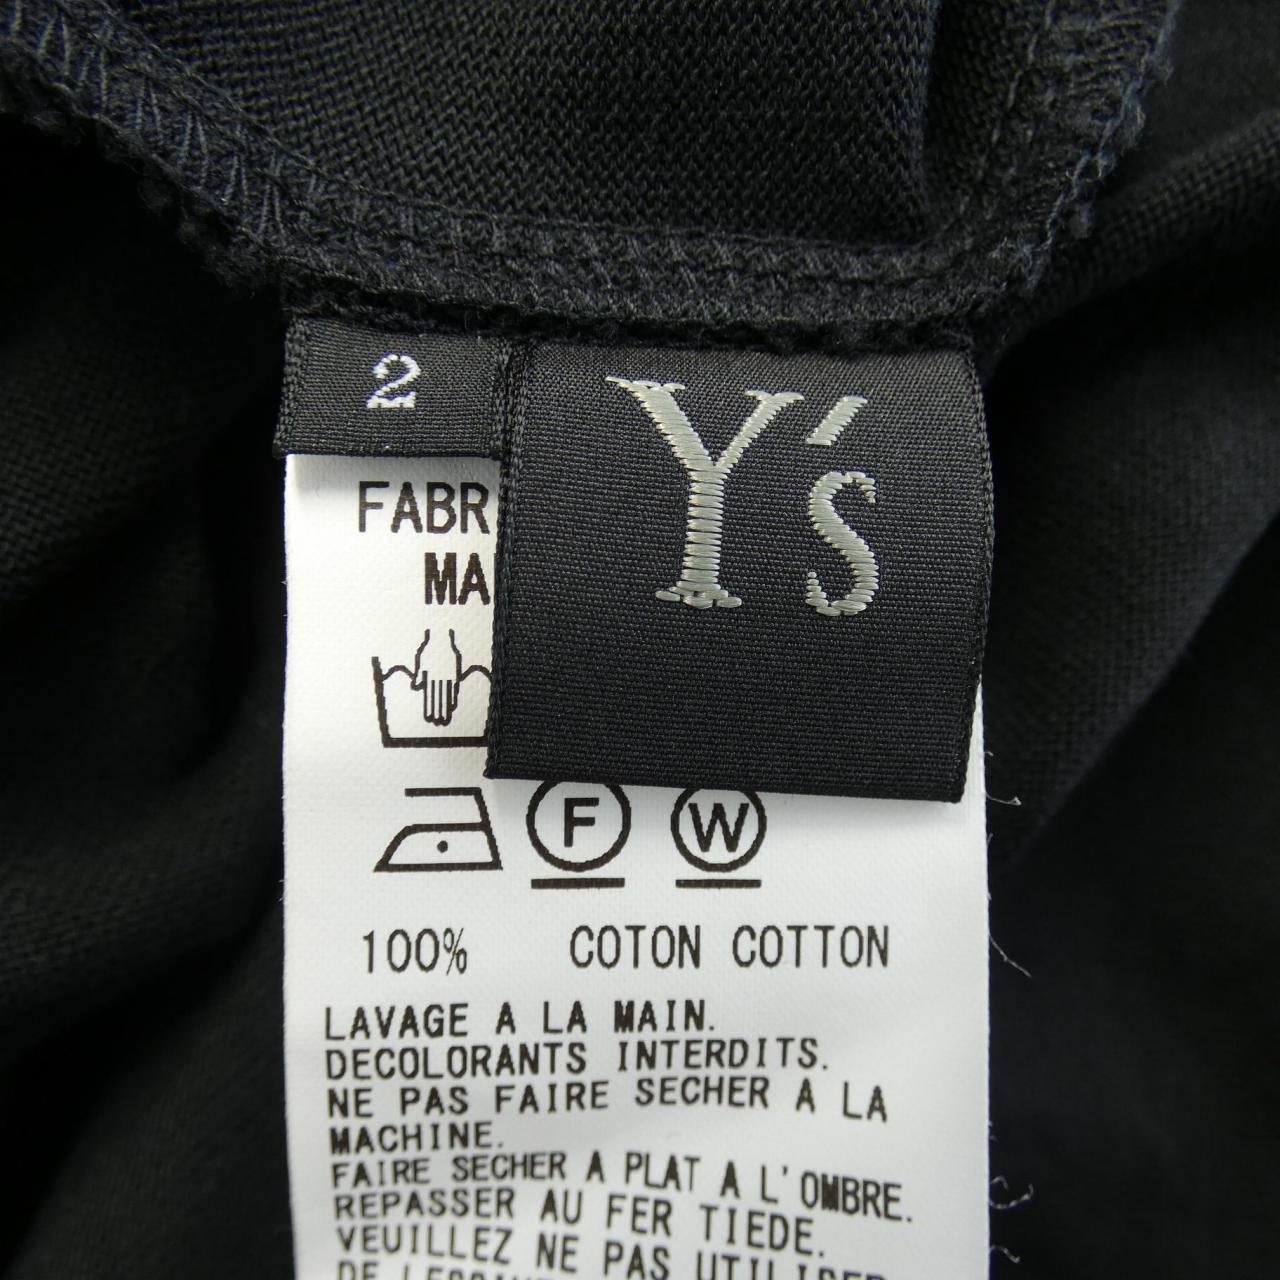 2
Y's
FABR
MA
F W
100% COTON COTTON
LAVAGE A LA MAIN.
DECOLORANTS INTERDITS.
NE PAS FAIRE SECHER A LA
MACHINE.
FAIRE SECHER A PLAT A L'OMBRE.
REPASSER AU FER TIEDE.
VEUILLEZ NE PAS UTILISER
DE